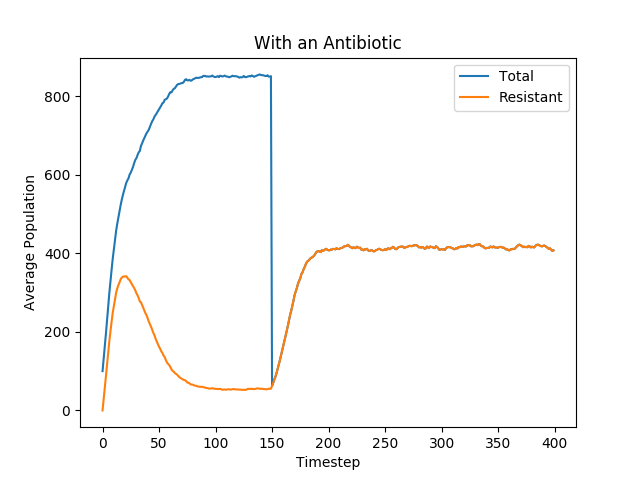 With an Antibiotic
Total
Resistant
800
600
400
200
0
Average Population
0 50 100 150 200 250 300 350 400
Timestep